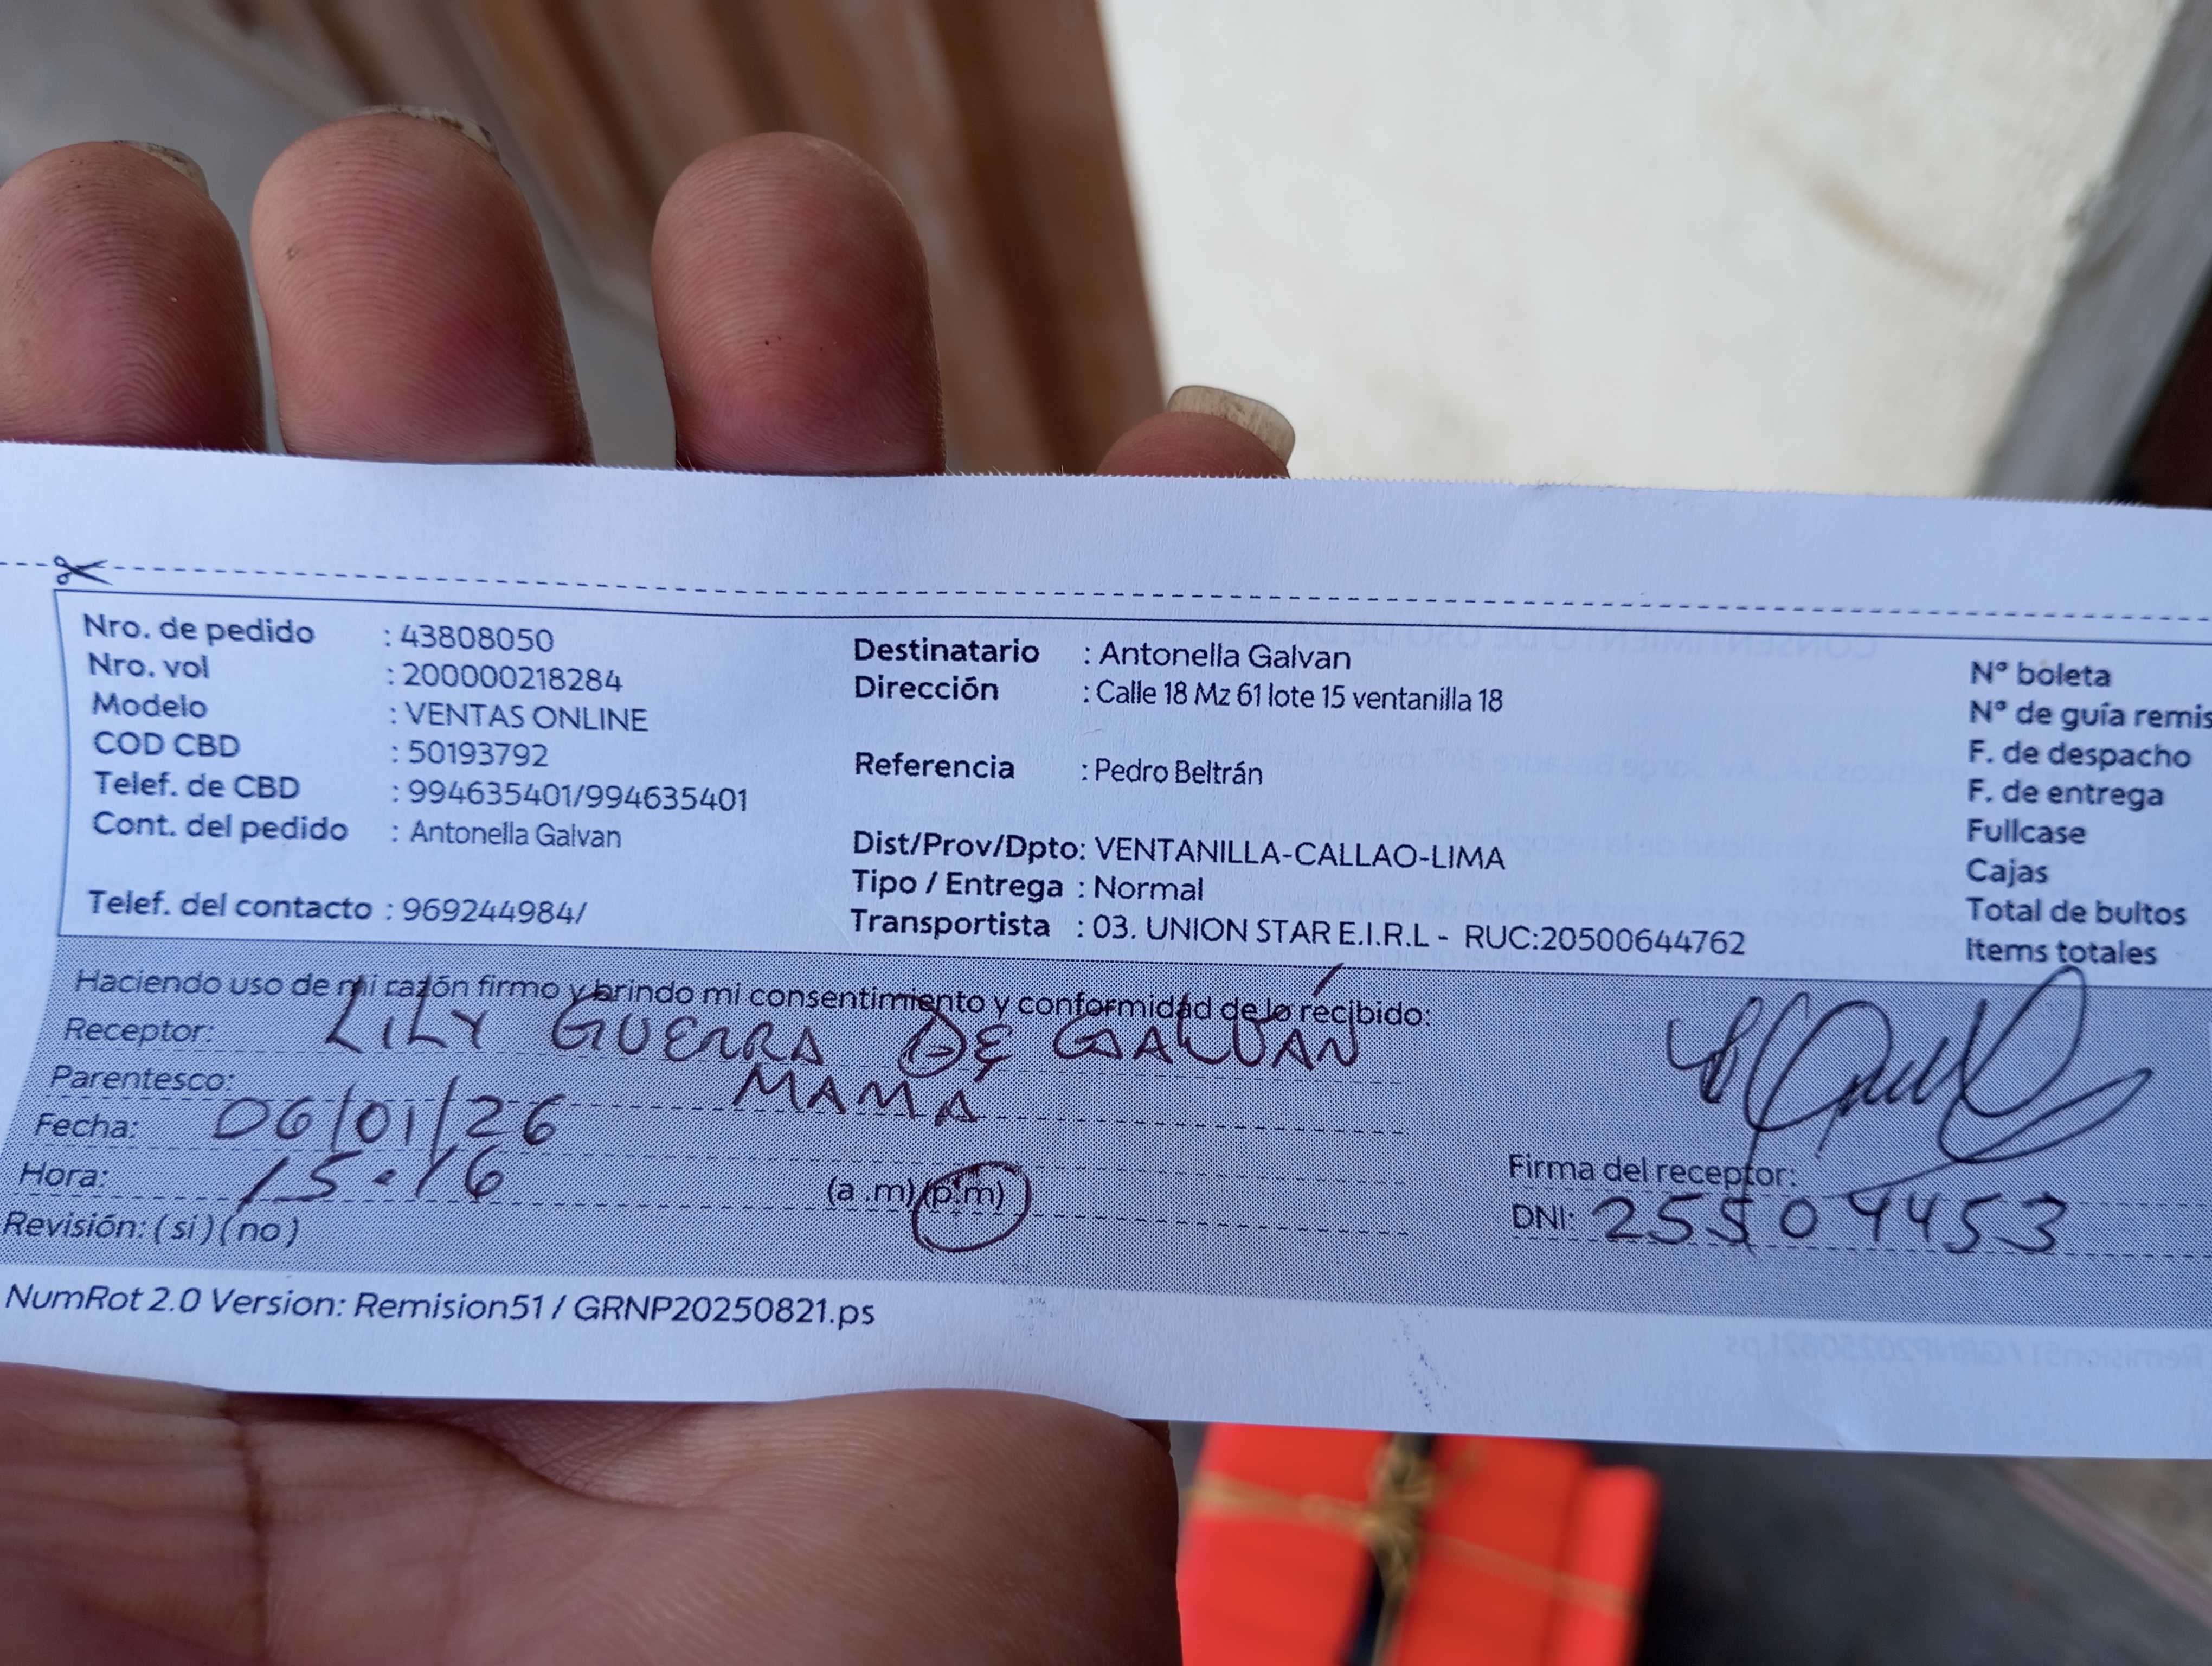 Nro. de pedido : 43808050
Nro. vol : 200000218284
Modelo : VENTAS ONLINE
COD CBD : 50193792
Telef. de CBD : 994635401/994635401
Cont. del pedido : Antonella Galvan
Telef. del contacto : 969244984/
Destinatario : Antonella Galvan
Dirección : Calle 18 Mz 61 lote 15 ventanilla 18
Referencia : Pedro Beltrán
Dist/Prov/Dpto: VENTANILLA-CALLAO-LIMA
Tipo / Entrega : Normal
Transportista : 03. UNION STAR E.I.R.L - RUC:20500644762
N° boleta
N° de guía remis
F. de despacho
F. de entrega
Fullcase
Cajas
Total de bultos
Items totales
Haciendo uso de mi razón firmo y brindo mi consentimiento y conformidad de lo recibido:
Receptor: LILY GUERRA DE GALVÁN
Parentesco: MAMA
Fecha: 06/01/26
Hora: 15.16 (a .m)(p.m)
Revisión: (si)(no)
Firma del receptor:
DNI: 25504453
NumRot 2.0 Version: Remision51 / GRNP20250821.ps